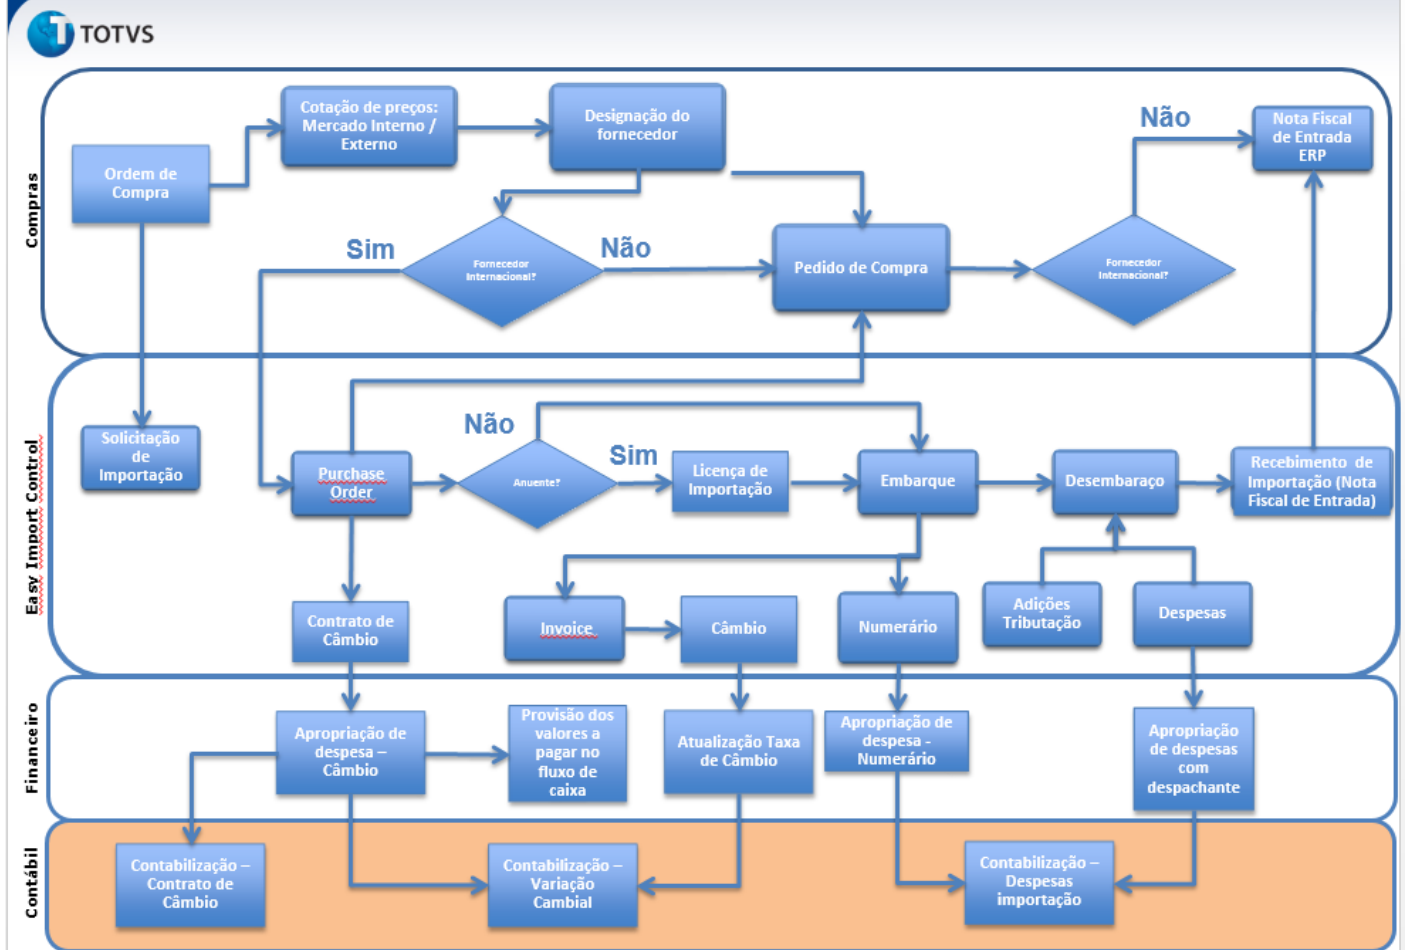 TOTVS
Compras
Ordem de
Compra
Cotação de preços:
Mercado Interno /
Externo
Designação do
fornecedor
Não
Nota Fiscal
de Entrada
ERP
Sim
Fornecedor
Internacional?
Não
Pedido de Compra
Fornecedor
Internacional?
Easy Import Control
Solicitação
de
Importação
Purchase
Order
Não
Anuente?
Sim
Licença de
Importação
Embarque
Desembaraço
Recebimento de
Importação (Nota
Fiscal de Entrada)
Contrato de
Câmbio
Invoice
Câmbio
Numerário
Adições
Tributação
Despesas
Financeiro
Apropriação de
despesa –
Câmbio
Provisão dos
valores a
pagar no
fluxo de
caixa
Atualização Taxa
de Câmbio
Apropriação de
despesa -
Numerário
Apropriação
de despesas
com
despachante
Contábil
Contabilização –
Contrato de
Câmbio
Contabilização –
Variação
Cambial
Contabilização –
Despesas
importação